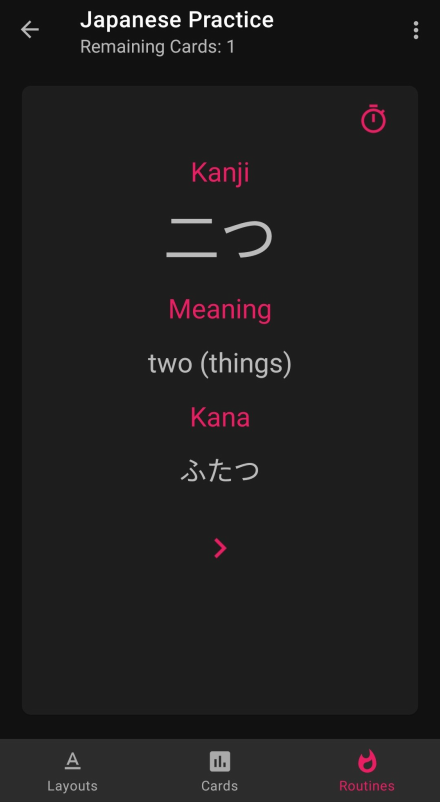 Japanese Practice
Remaining Cards: 1
Kanji
二つ
Meaning
two (things)
Kana
ふたつ
Layouts
Cards
Routines